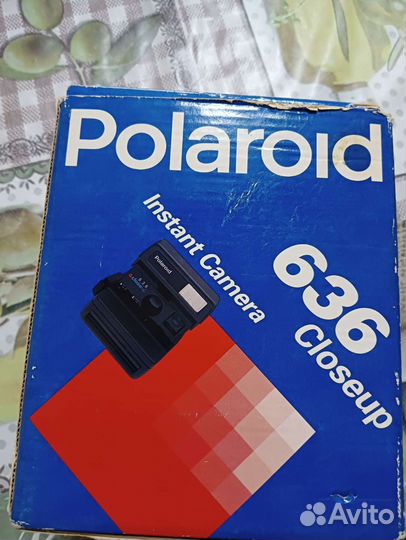 Polaroid
Instant Camera
636
Closeup
Polaroid
Avito